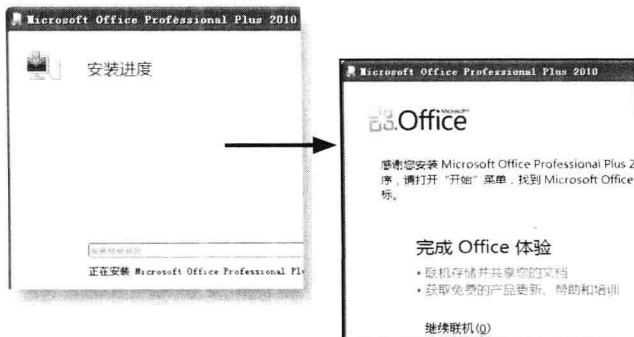 Microsoft Office Professional Plus 2010
安装进度
正在安装 Microsoft Office Professional Pl
Microsoft Office Professional Plus 2010
Microsoft
Office
感谢您安装 Microsoft Office Professional Plus 2
序，请打开“开始”菜单，找到 Microsoft Office
标。
完成 Office 体验
•联机存储并共享您的文档
•获取免费的产品更新、帮助和培训
继续联机(O)